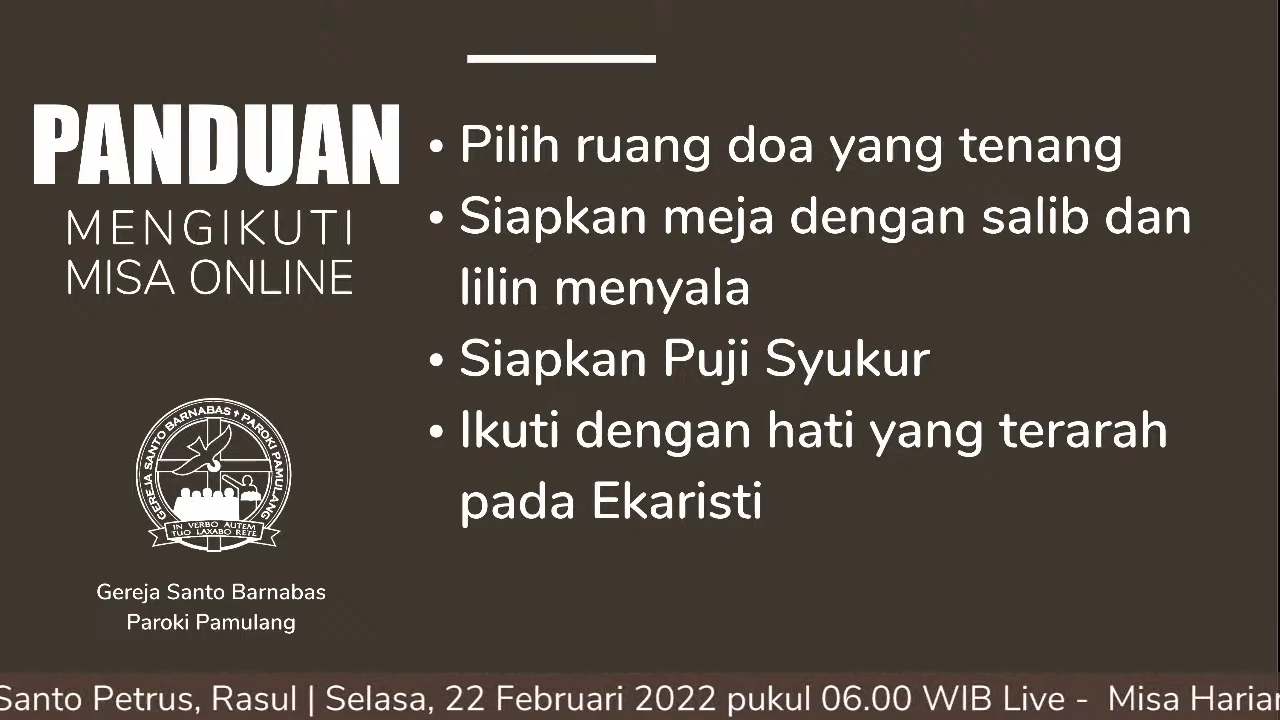 PANDUAN
MENGIKUTI
MISA ONLINE
• Pilih ruang doa yang tenang
• Siapkan meja dengan salib dan
lilin menyala
• Siapkan Puji Syukur
• Ikuti dengan hati yang terarah
pada Ekaristi
GEREJA SANTO BARNABAS + PAROKI PAMULANG
IN VERBO AUTEM
TUO LAXABO RETE
Gereja Santo Barnabas
Paroki Pamulang
Santo Petrus, Rasul | Selasa, 22 Februari 2022 pukul 06.00 WIB Live - Misa Harian